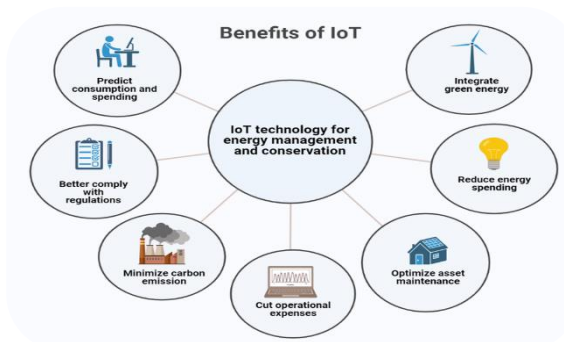 Benefits of IoT
Predict
consumption and
spending
Integrate
green energy
IoT technology for
energy management
and conservation
Better comply
with
regulations
Reduce energy
spending
Minimize carbon
emission
Optimize asset
maintenance
Cut operational
expenses